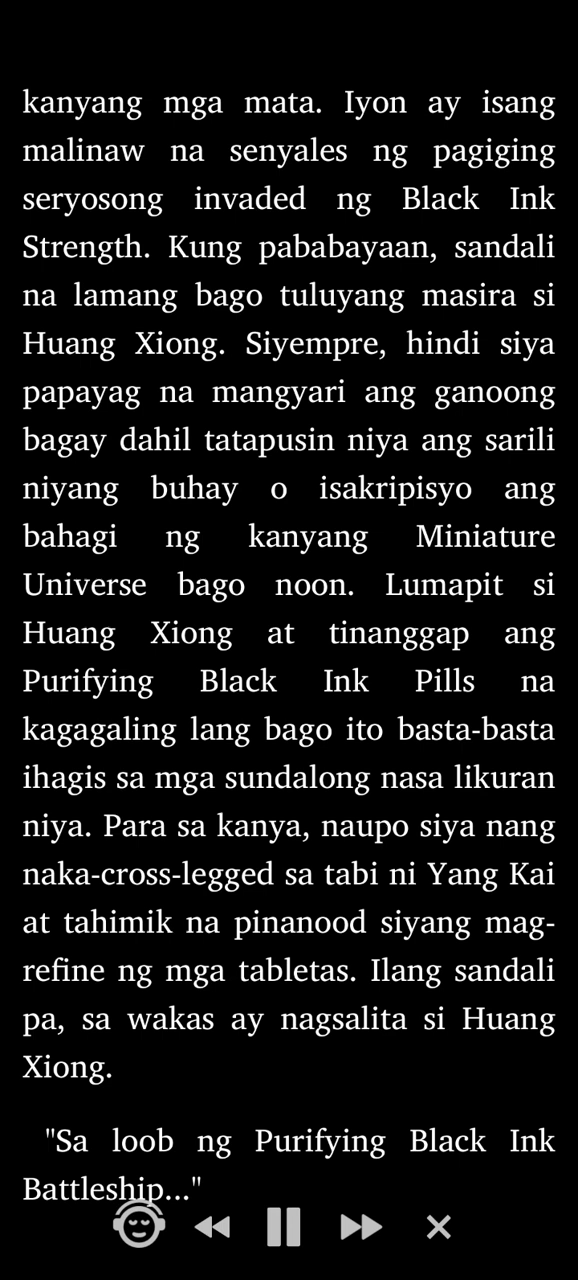 kanyang mga mata. Iyon ay isang
malinaw na senyales ng pagiging
seryosong invaded ng Black Ink
Strength. Kung pababayaan, sandali
na lamang bago tuluyang masira si
Huang Xiong. Siyempre, hindi siya
papayag na mangyari ang ganoong
bagay dahil tatapusin niya ang sarili
niyang buhay o isakripisyo ang
bahagi ng kanyang Miniature
Universe bago noon. Lumapit si
Huang Xiong at tinanggap ang
Purifying Black Ink Pills na
kagagaling lang bago ito basta-basta
ihagis sa mga sundalong nasa likuran
niya. Para sa kanya, naupo siya nang
naka-cross-legged sa tabi ni Yang Kai
at tahimik na pinanood siyang mag-
refine ng mga tabletas. Ilang sandali
pa, sa wakas ay nagsalita si Huang
Xiong.
"Sa loob ng Purifying Black Ink
Battleship..."